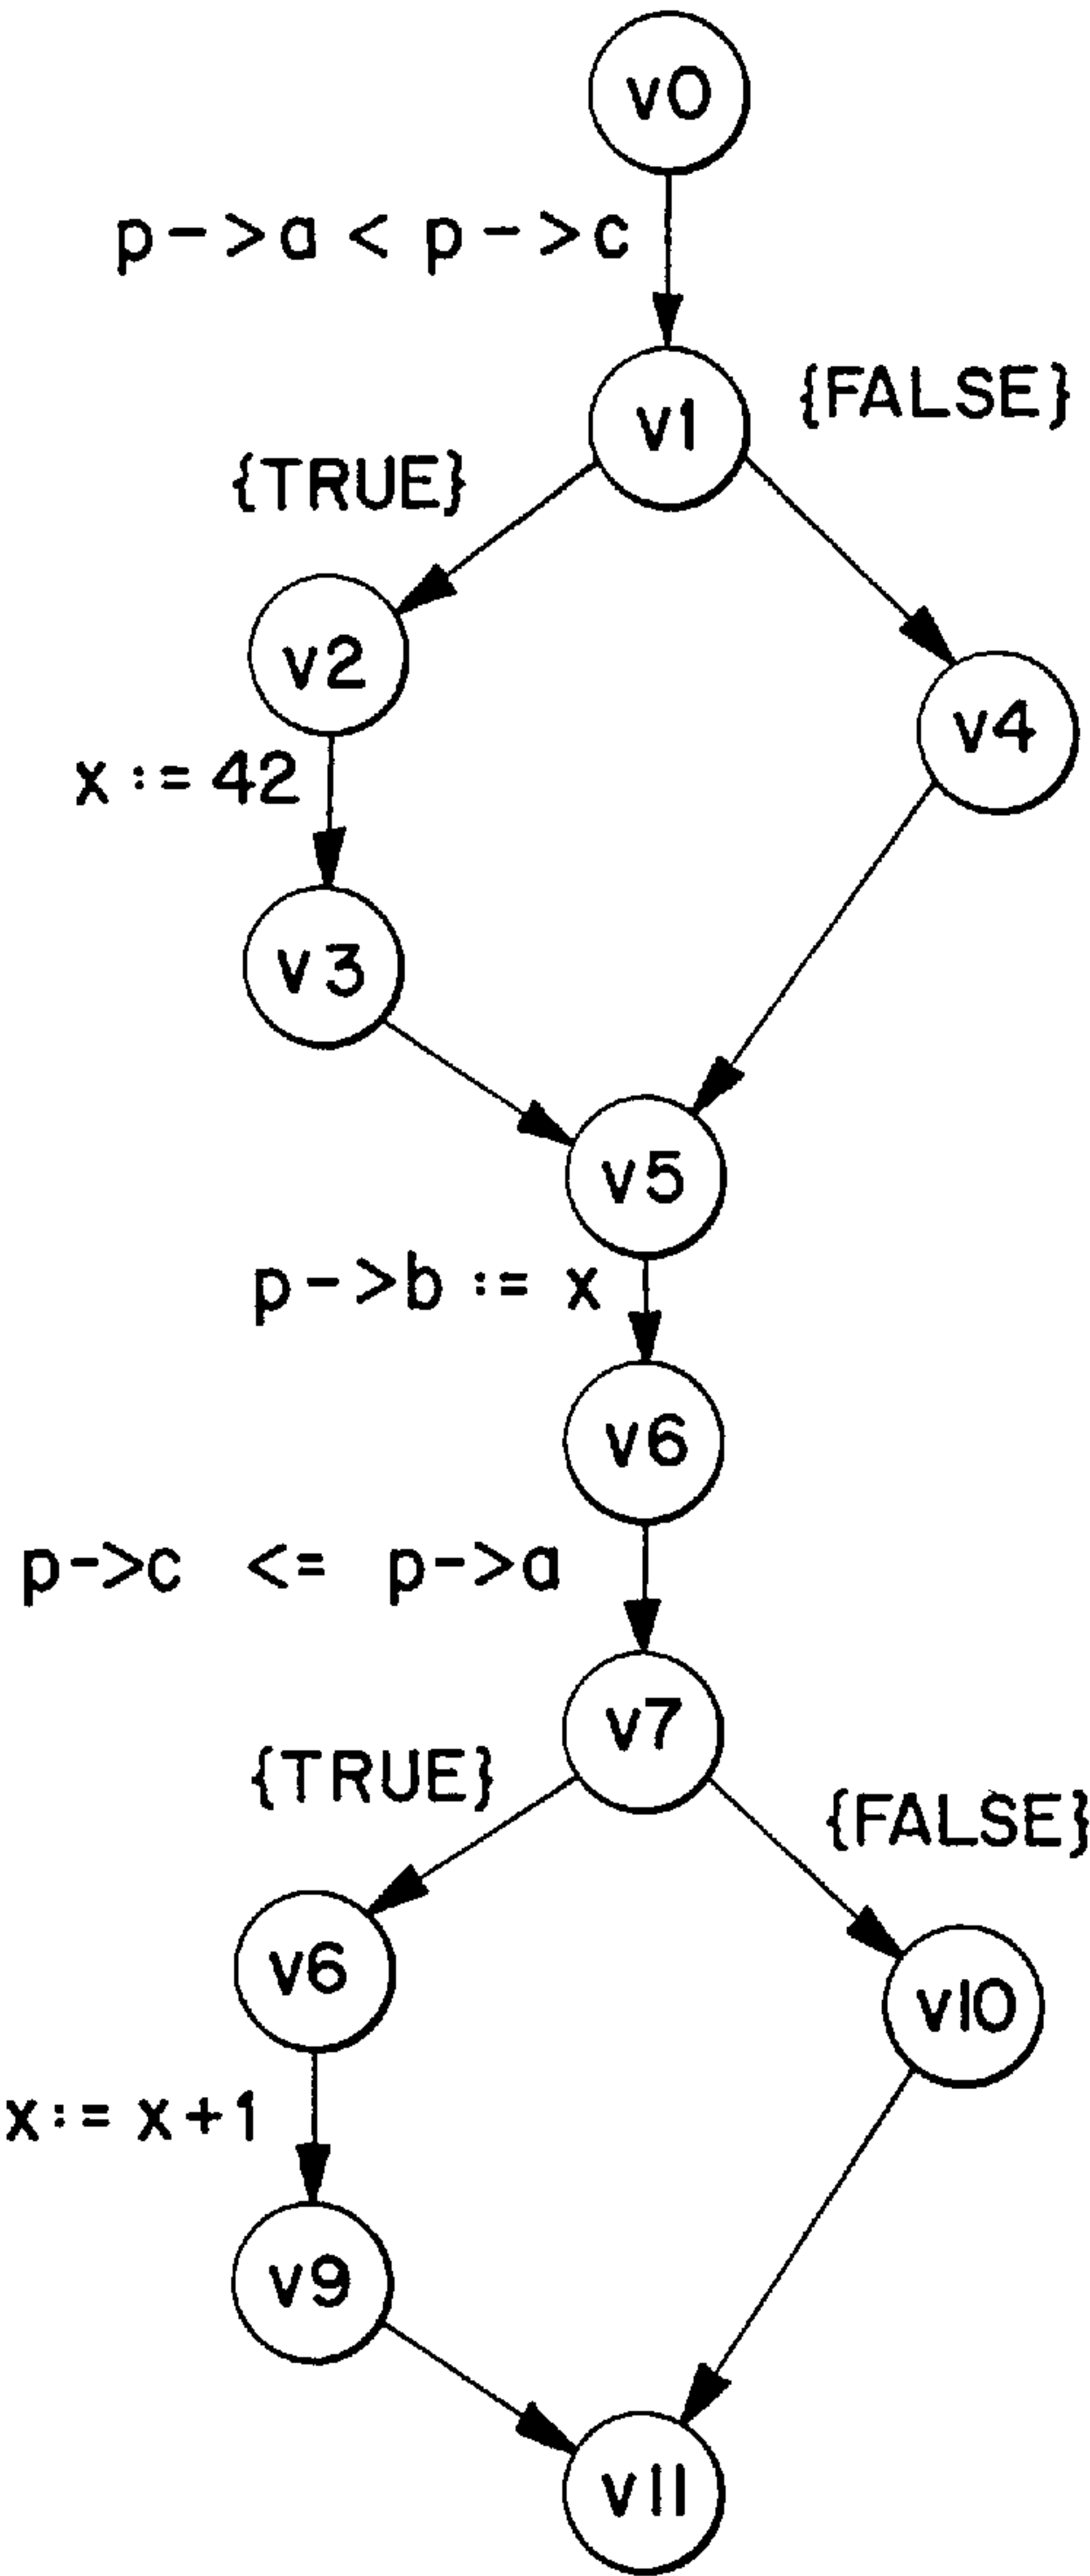 v0
p->a < p->c
v1
{FALSE}
{TRUE}
v2
v4
x := 42
v3
v5
p->b := x
v6
p->c <= p->a
v7
{TRUE}
{FALSE}
v6
v10
x := x+1
v9
v11